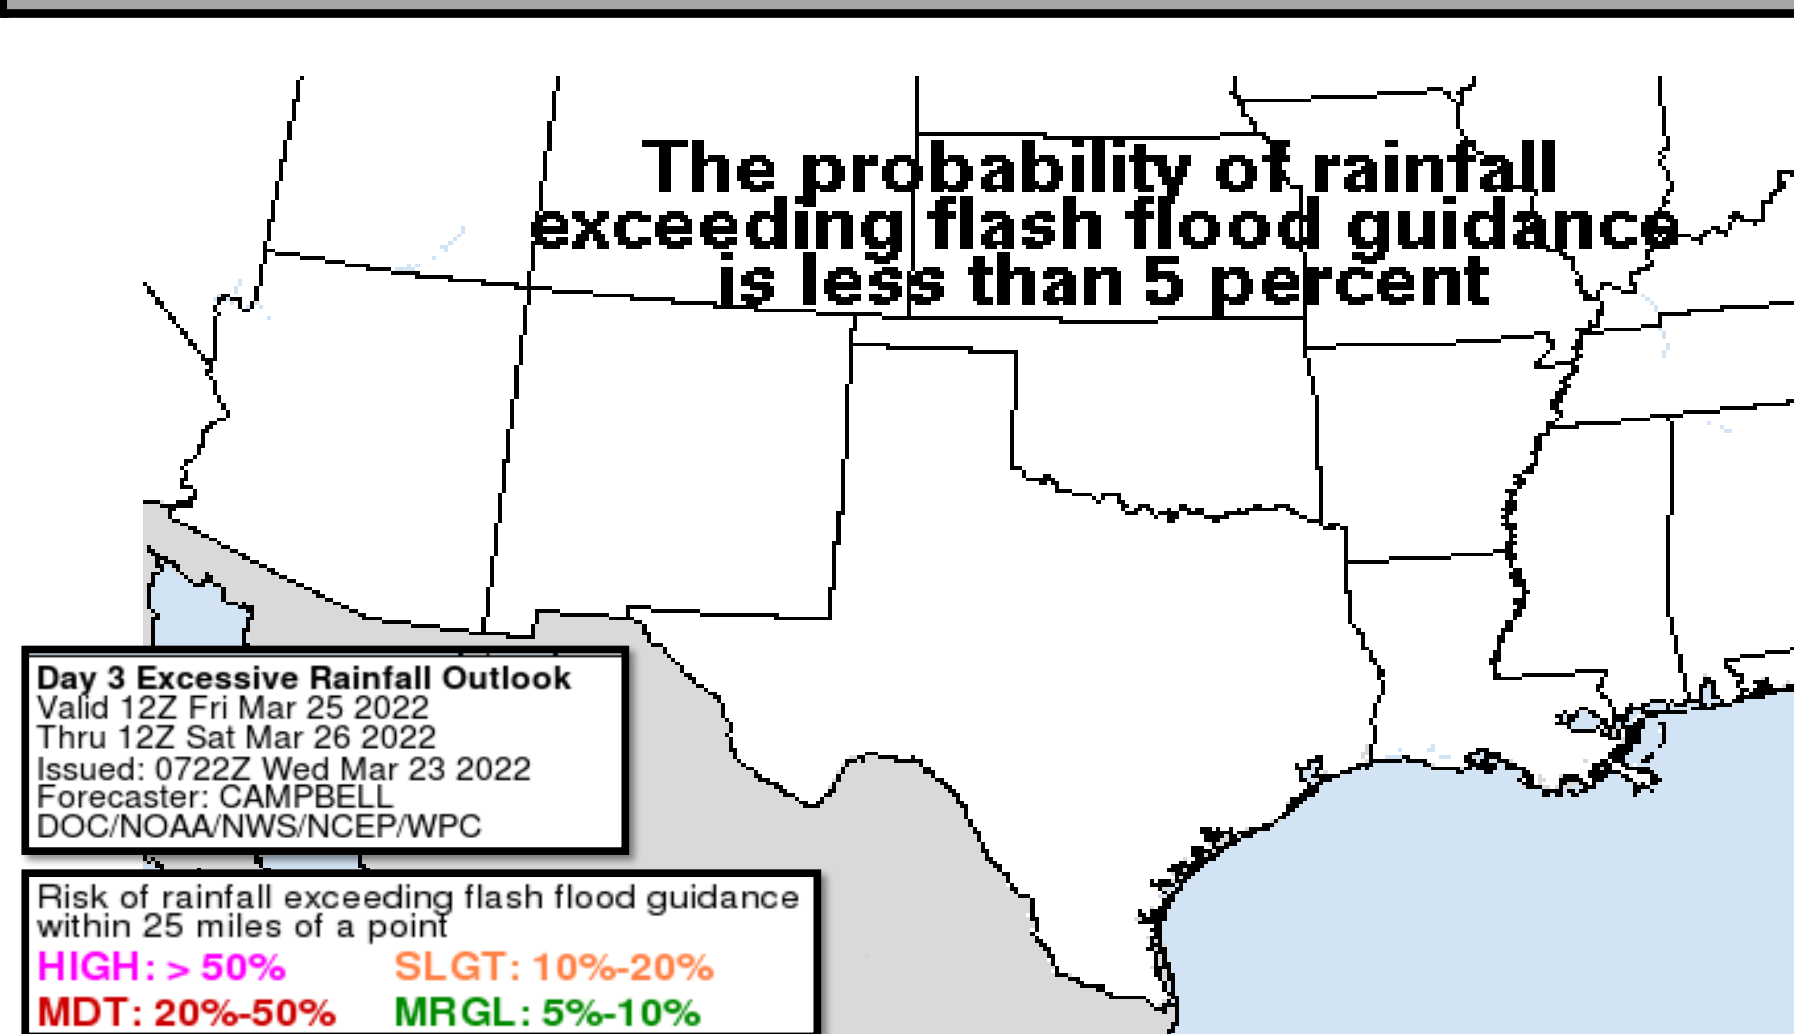 The probability of rainfall
exceeding flash flood guidance
is less than 5 percent
Day 3 Excessive Rainfall Outlook
Valid 12Z Fri Mar 25 2022
Thru 12Z Sat Mar 26 2022
Issued: 0722Z Wed Mar 23 2022
Forecaster: CAMPBELL
DOC/NOAA/NWS/NCEP/WPC
Risk of rainfall exceeding flash flood guidance
within 25 miles of a point
HIGH: > 50% SLGT: 10%-20%
MDT: 20%-50% MRGL: 5%-10%